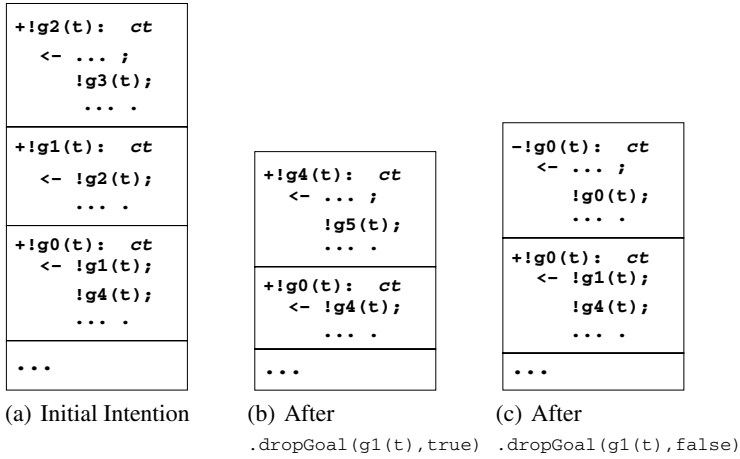 +!g2(t): ct
<- ... ;
!g3(t);
... .
+!g1(t): ct
<- !g2(t);
... .
+!g0(t): ct
<- !g1(t);
!g4(t);
... .
...
(a) Initial Intention
+!g4(t): ct
<- ... ;
!g5(t);
... .
+!g0(t): ct
<- !g4(t);
... .
...
(b) After
.dropGoal(g1(t),true)
-!g0(t): ct
<- ... ;
!g0(t);
... .
+!g0(t): ct
<- !g1(t);
!g4(t);
... .
...
(c) After
.dropGoal(g1(t),false)